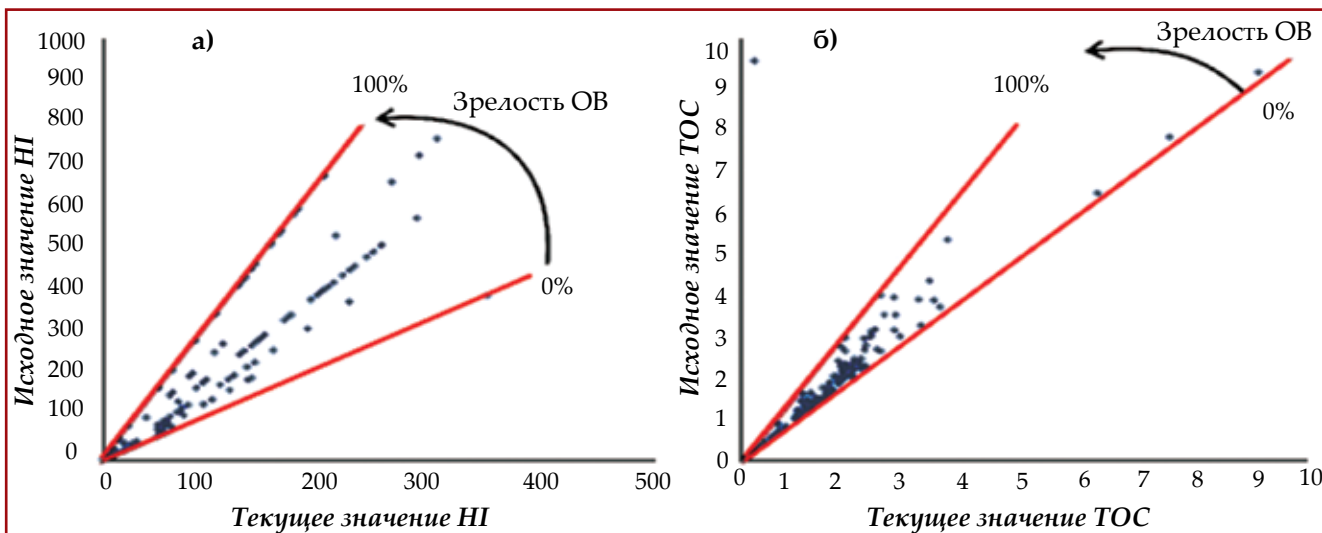 а)
Исходное значение HI
1000
900
800
700
600
500
400
300
200
100
0
100%
Зрелость ОВ
0%
0 100 200 300 400 500
Текущее значение HI
б)
Исходное значение TOC
10
9
8
7
6
5
4
3
2
1
0
Зрелость ОВ
100%
0%
0 1 2 3 4 5 6 7 8 9 10
Текущее значение TOC